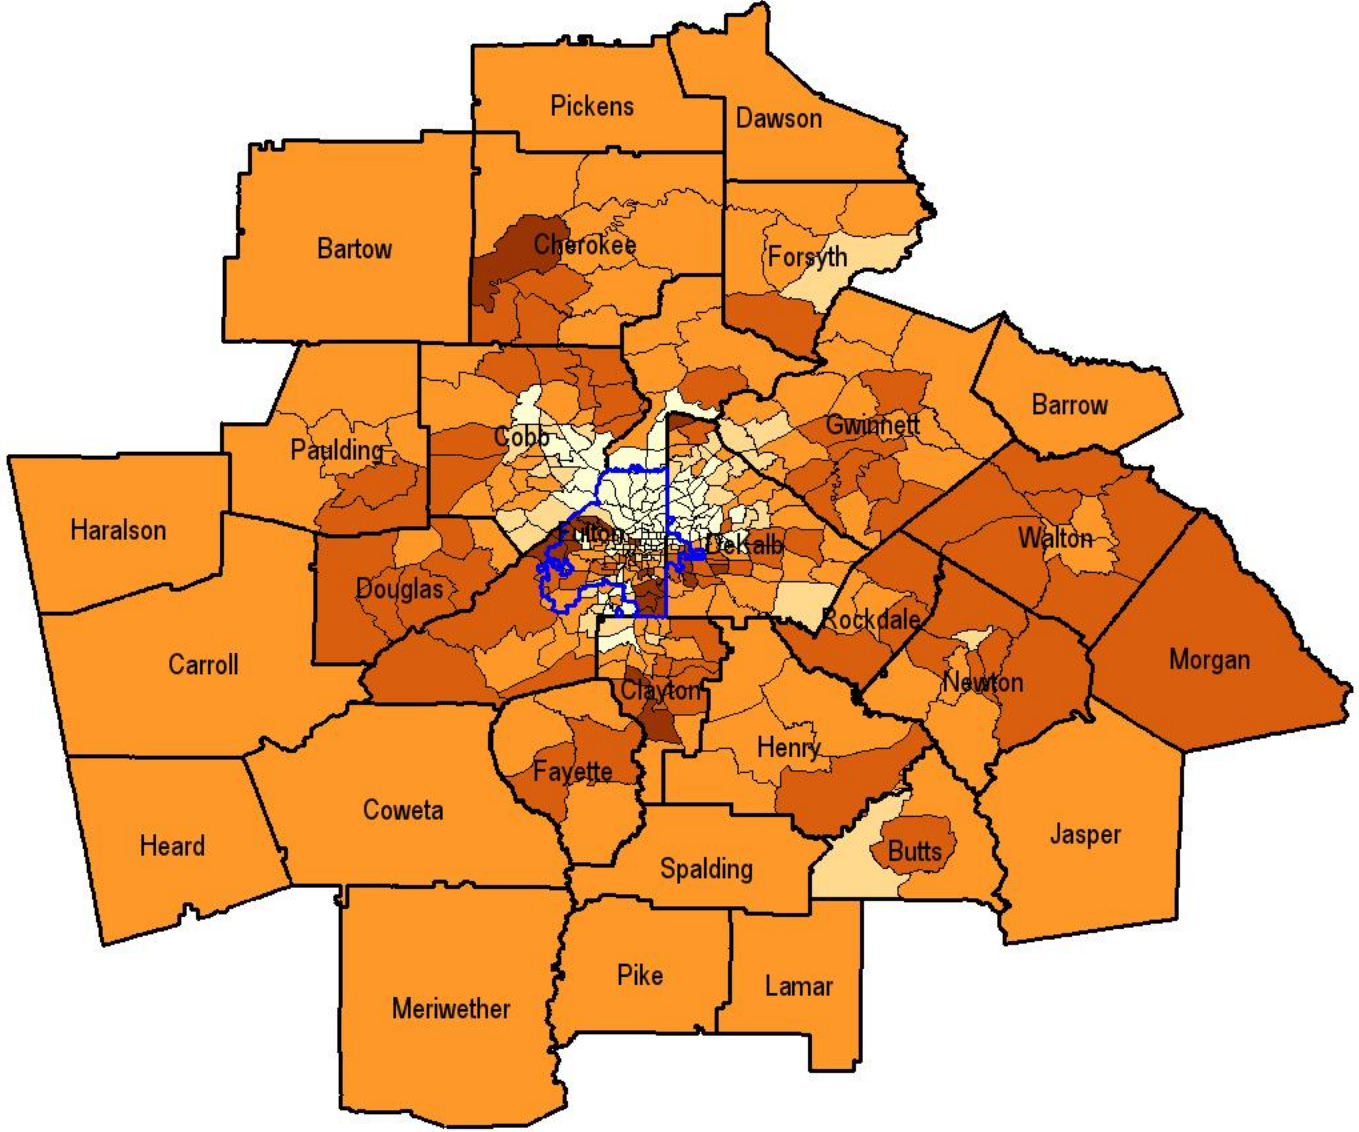 Pickens
Dawson
Bartow
Cherokee
Forsyth
Barrow
Gwinnett
Cobb
Paulding
Haralson
Fulton
DeKalb
Walton
Douglas
Rockdale
Carroll
Morgan
Clayton
Newton
Henry
Fayette
Coweta
Jasper
Heard
Butts
Spalding
Pike
Lamar
Meriwether